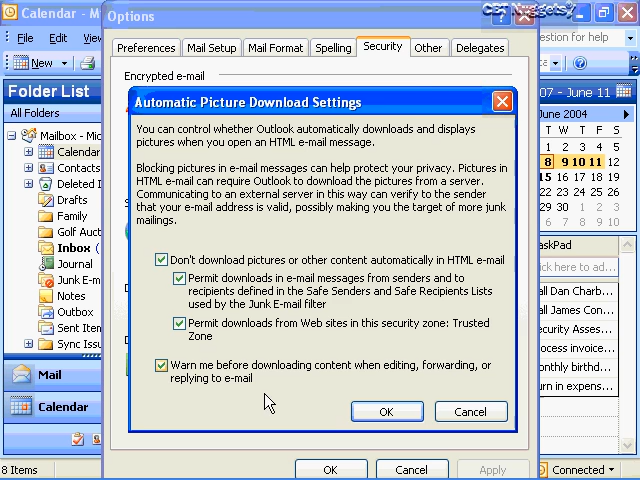 Calendar - Mi
Options
CBT Nuggets
File
Edit
View
estion for help
New
Preferences
Mail Setup
Mail Format
Spelling
Security
Other
Delegates
Folder List
Encrypted e-mail
07 - June 11
All Folders
June 2004
T W T F S
Automatic Picture Download Settings
You can control whether Outlook automatically downloads and displays
pictures when you open an HTML e-mail message.
Blocking pictures in e-mail messages can help protect your privacy. Pictures in
HTML e-mail can require Outlook to download the pictures from a server.
Communicating to an external server in this way can verify to the sender
that your e-mail address is valid, possibly making you the target of more junk
mailings.
Don't download pictures or other content automatically in HTML e-mail
Permit downloads in e-mail messages from senders and to
recipients defined in the Safe Senders and Safe Recipients Lists
used by the Junk E-mail filter
Permit downloads from Web sites in this security zone: Trusted
Zone
Warn me before downloading content when editing, forwarding, or
replying to e-mail
OK
Cancel
Mailbox - Mic
Calendar
Contacts
Deleted I
Drafts
Family
Golf Auct
Inbox (
Journal
Junk E-m
Notes
Outbox
Sent Item
Sync Issu
Mail
Calendar
1 2 3 4 5
8 9 10 11 12
15 16 17 18 19
22 23 24 25 26
29 30 1 2 3
6 7 8 9 10
askPad
ick here to ad...
all Dan Charb...
all James Con...
ecurity Asses...
ocess invoice...
onthly birthd...
urn in expens...
OK
Cancel
Apply
8 Items
Connected